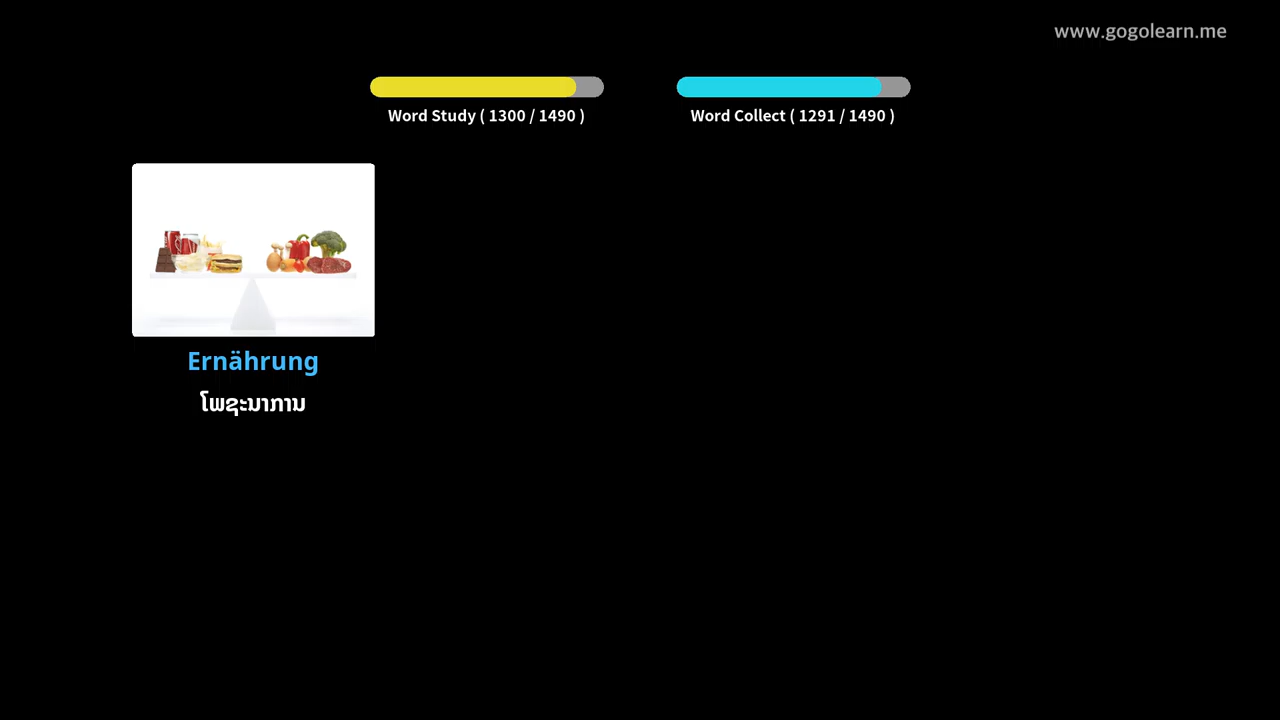 www.gogolearn.me
Word Study ( 1300 / 1490 )
Word Collect ( 1291 / 1490 )
Ernährung
ໂພຊະນາການ